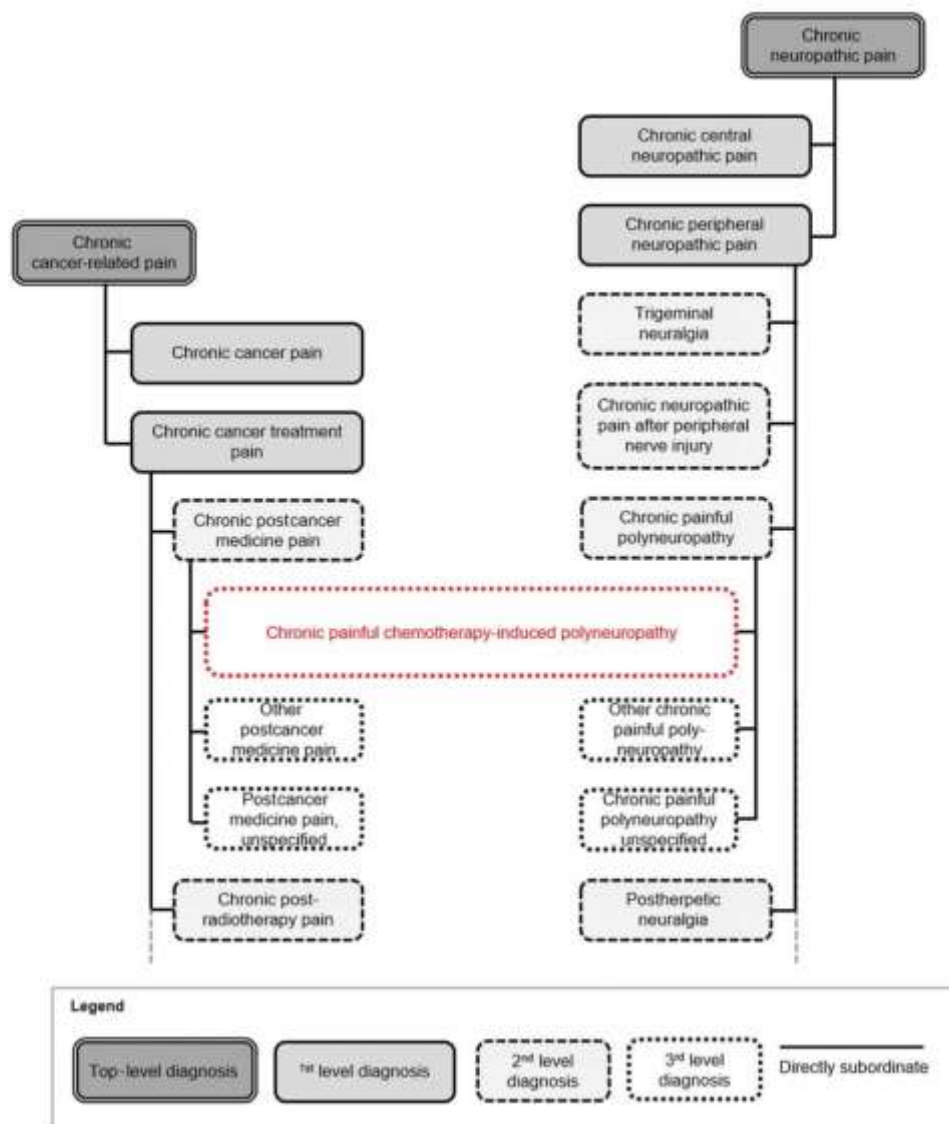 Chronic
neuropathic pain
Chronic central
neuropathic pain
Chronic peripheral
neuropathic pain
Chronic
cancer-related pain
Trigeminal
neuralgia
Chronic cancer pain
Chronic neuropathic
pain after peripheral
nerve injury
Chronic cancer treatment
pain
Chronic postcancer
medicine pain
Chronic painful
polyneuropathy
Chronic painful chemotherapy-induced polyneuropathy
Other
postcancer
medicine pain
Other chronic
painful poly-
neuropathy
Postcancer
medicine pain,
unspecified
Chronic painful
polyneuropathy
, unspecified
Chronic post-
radiotherapy pain
Postherpetic
neuralgia
Legend
Top-level diagnosis
1st level diagnosis
2nd level
diagnosis
3rd level
diagnosis
Directly subordinate